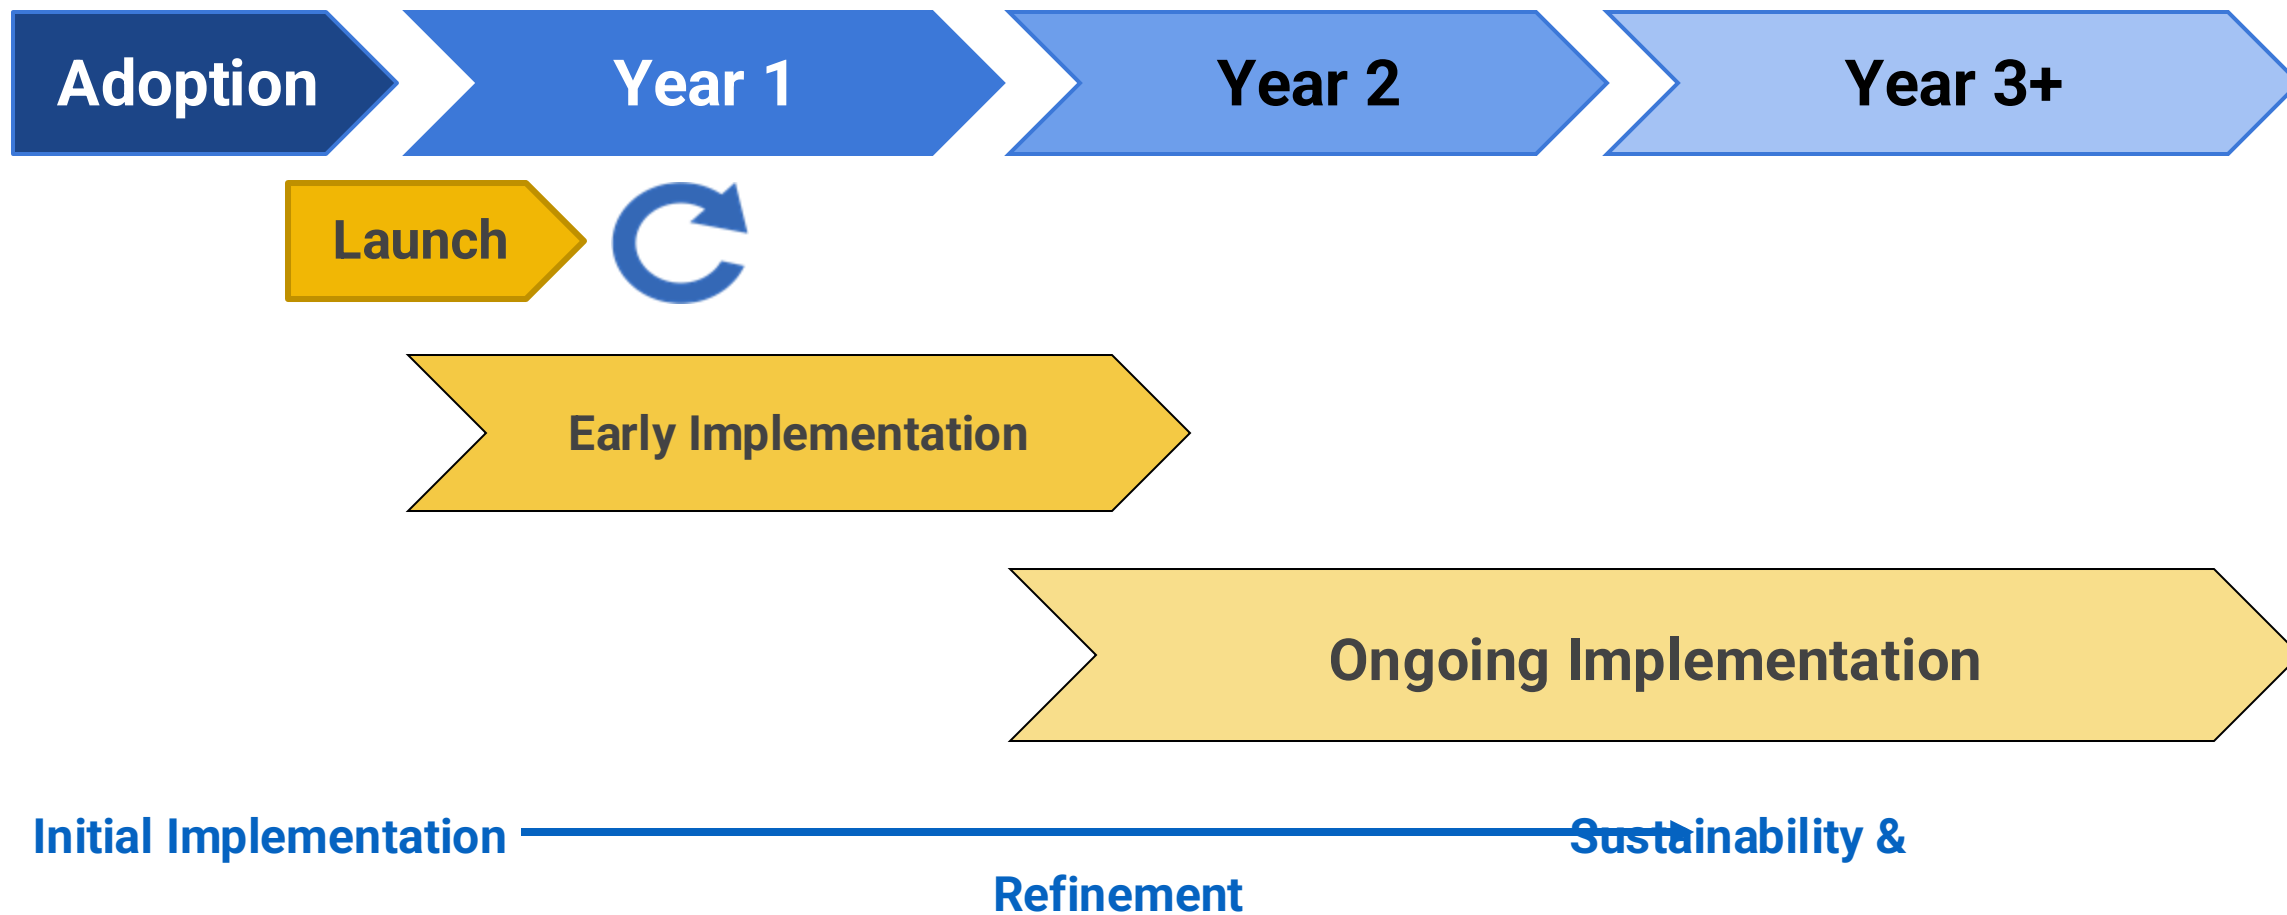 Adoption
Year 1
Year 2
Year 3+
Launch
Early Implementation
Ongoing Implementation
Initial Implementation
Sustainability &
Refinement